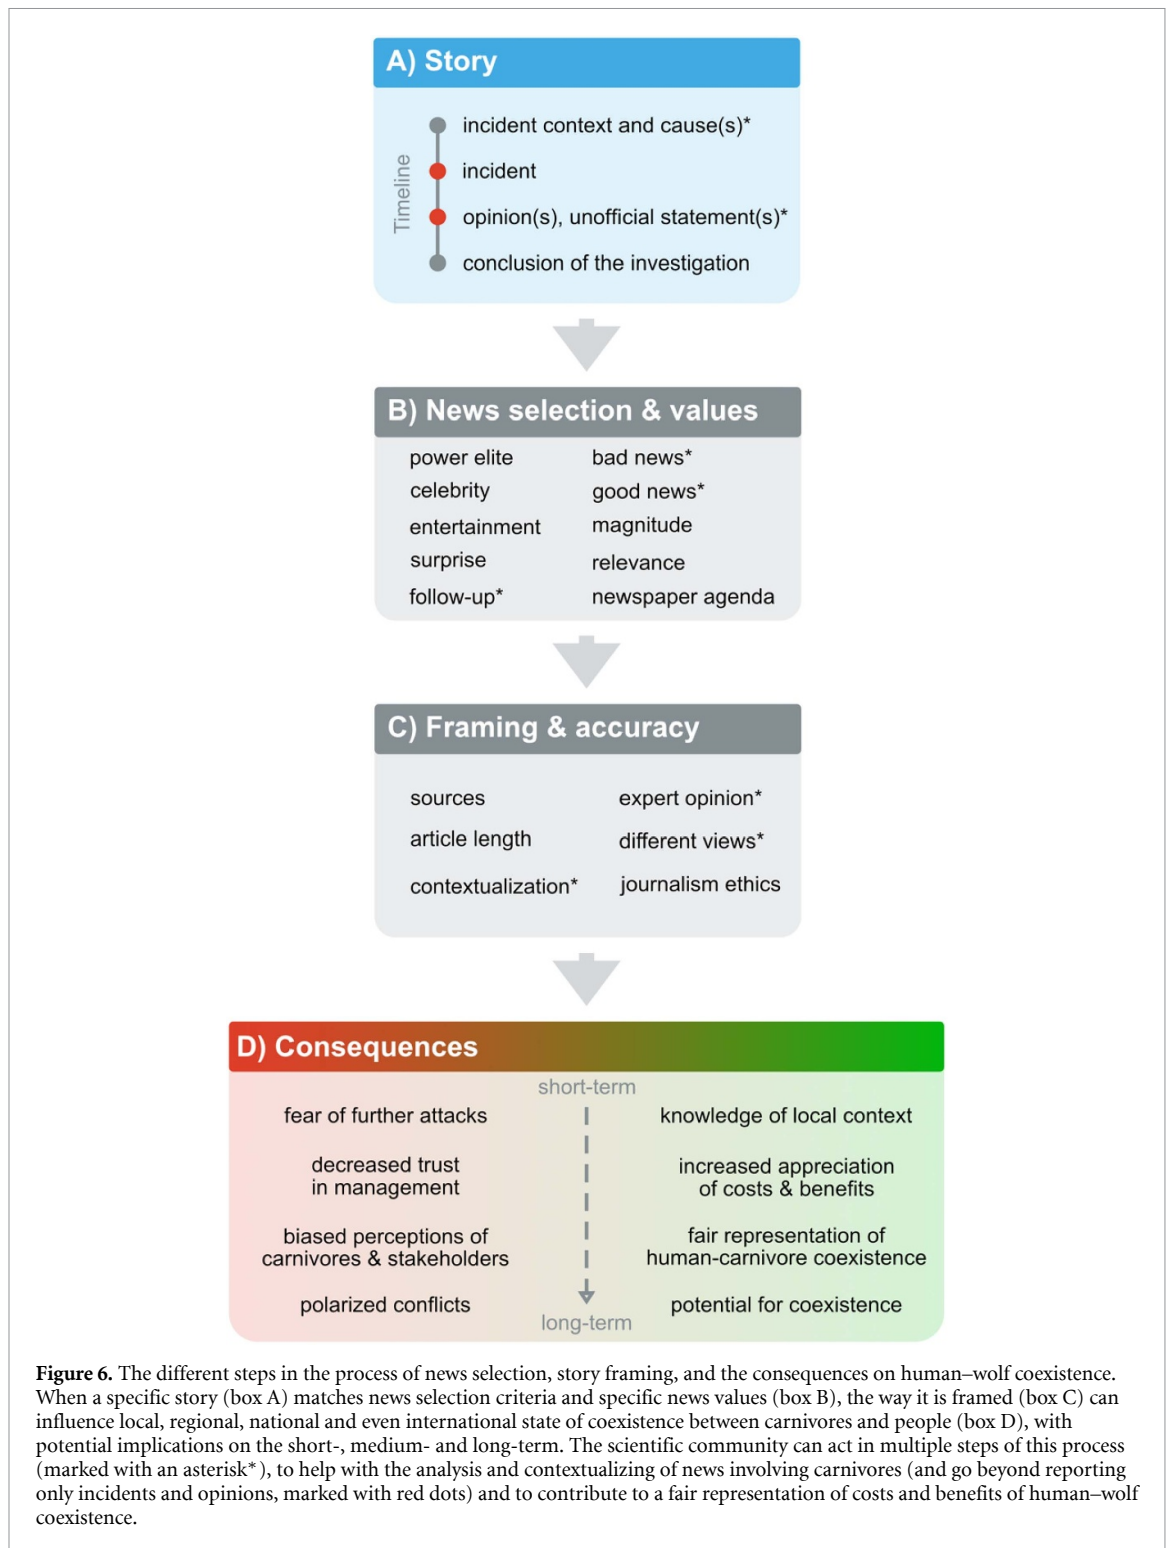 A) Story
Timeline
incident context and cause(s)*
incident
opinion(s), unofficial statement(s)*
conclusion of the investigation
B) News selection & values
power elite
celebrity
entertainment
surprise
follow-up*
bad news*
good news*
magnitude
relevance
newspaper agenda
C) Framing & accuracy
sources
article length
contextualization*
expert opinion*
different views*
journalism ethics
D) Consequences
short-term
fear of further attacks
decreased trust
in management
biased perceptions of
carnivores & stakeholders
polarized conflicts
knowledge of local context
increased appreciation
of costs & benefits
fair representation of
human-carnivore coexistence
potential for coexistence
long-term
Figure 6. The different steps in the process of news selection, story framing, and the consequences on human–wolf coexistence.
When a specific story (box A) matches news selection criteria and specific news values (box B), the way it is framed (box C) can
influence local, regional, national and even international state of coexistence between carnivores and people (box D), with
potential implications on the short-, medium- and long-term. The scientific community can act in multiple steps of this process
(marked with an asterisk*), to help with the analysis and contextualizing of news involving carnivores (and go beyond reporting
only incidents and opinions, marked with red dots) and to contribute to a fair representation of costs and benefits of human–wolf
coexistence.